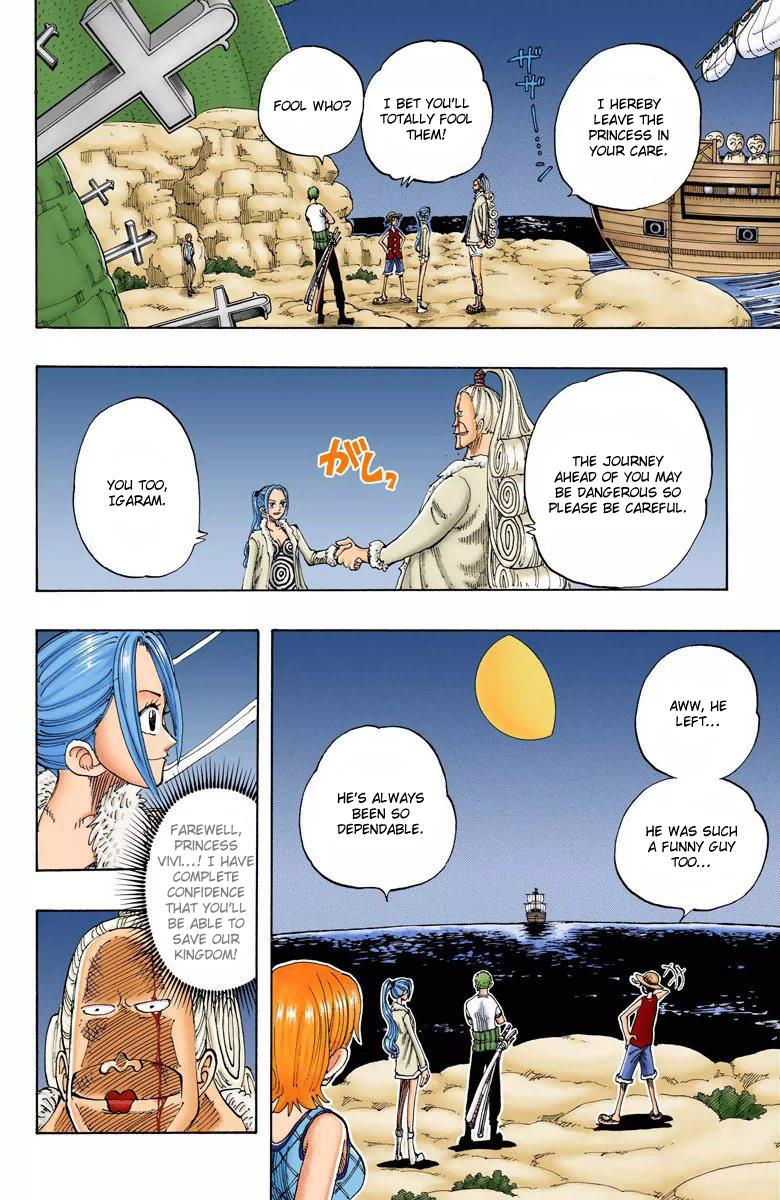 I HEREBY
LEAVE THE
PRINCESS IN
YOUR CARE.
ザザ
I BET YOU'LL
TOTALLY FOOL
THEM!
FOOL WHO?
THE JOURNEY
AHEAD OF YOU MAY
BE DANGEROUS SO
PLEASE BE CAREFUL.
がしっ
YOU TOO,
IGARAM.
AWW, HE
LEFT...
HE WAS SUCH
A FUNNY GUY
TOO...
HE'S ALWAYS
BEEN SO
DEPENDABLE.
FAREWELL,
PRINCESS
VIVI...! I HAVE
COMPLETE
CONFIDENCE
THAT YOU'LL
BE ABLE TO
SAVE OUR
KINGDOM!